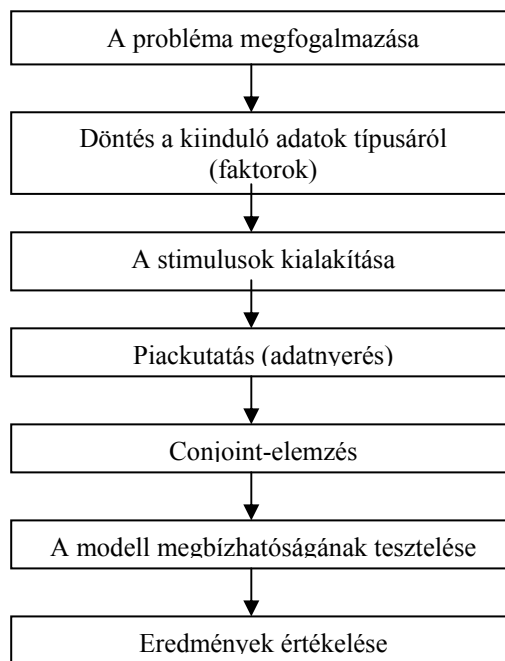 A probléma megfogalmazása
Döntés a kiinduló adatok típusáról
(faktorok)
A stimulusok kialakítása
Piackutatás (adatnyerés)
Conjoint-elemzés
A modell megbízhatóságának tesztelése
Eredmények értékelése